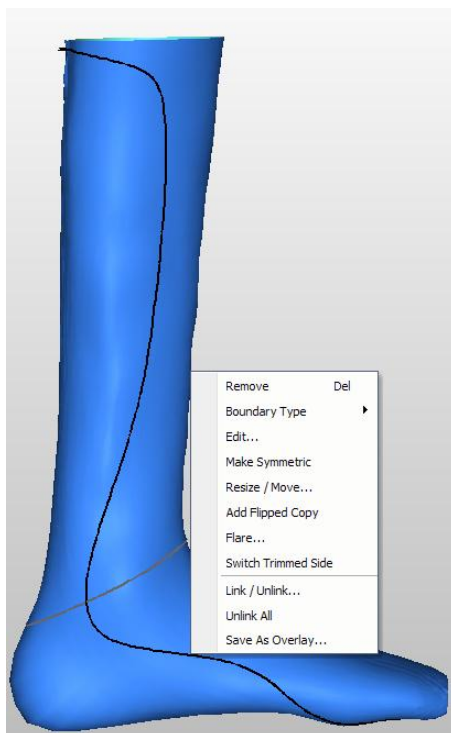 Remove Del
Boundary Type
Edit...
Make Symmetric
Resize / Move...
Add Flipped Copy
Flare...
Switch Trimmed Side
Link / Unlink...
Unlink All
Save As Overlay...